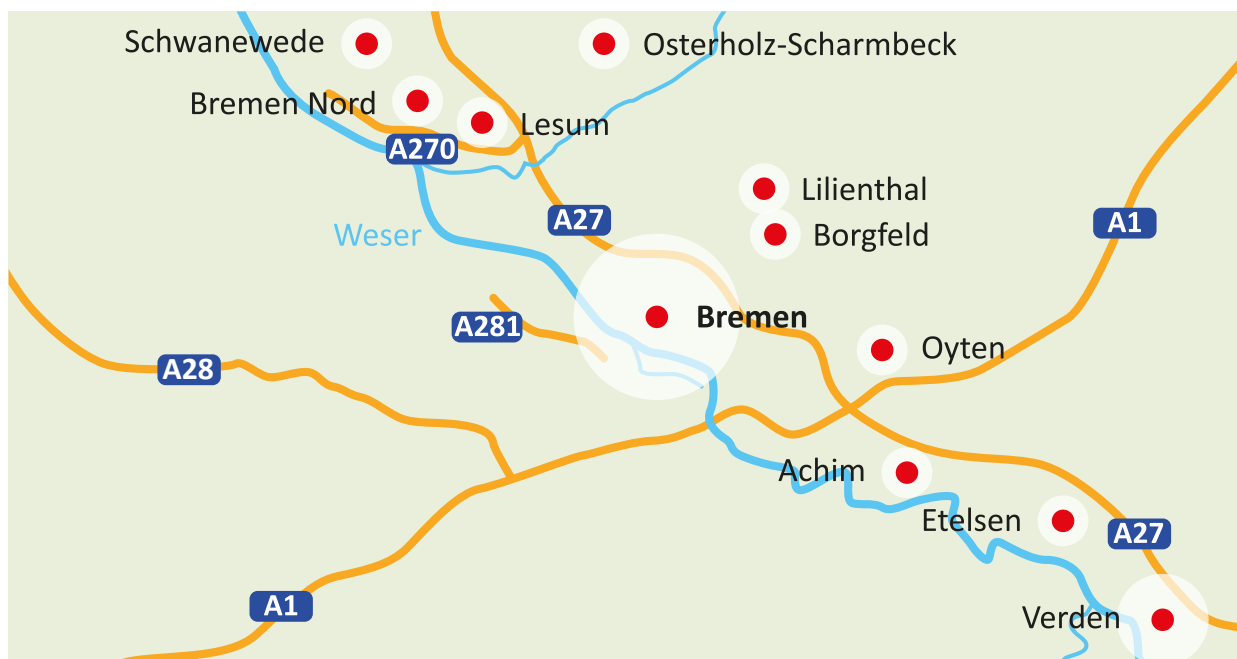 Schwanewede
Osterholz-Scharmbeck
Bremen Nord
Lesum
A270
Lilienthal
A27
A1
Weser
Borgfeld
Bremen
A281
Oyten
A28
Achim
Etelsen
A27
A1
Verden